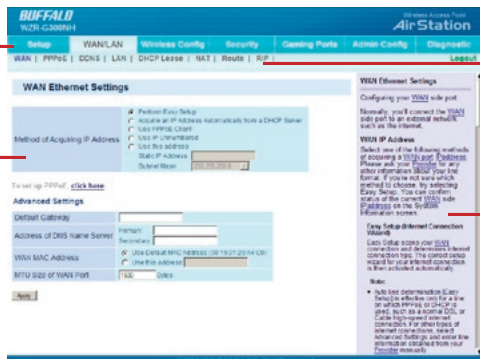 BUFFALO
WZR-G300NH
Wireless Access Point
AirStation
Setup WAN/LAN Wireless Config Security Gaming Ports Admin Config Diagnostic
WAN | PPPoE | DDNS | LAN | DHCP Lease | NAT | Route | RIP | Logout
WAN Ethernet Settings
Method of Acquiring IP Address
Perform Easy Setup
Acquire an IP Address Automatically from a DHCP Server
Use PPPoE Client
Use IP Unnumbered
Use this address
Static IP Address
Subnet Mask 255.255.255.0
To set up PPPoE, click here.
Advanced Settings
Default Gateway
Address of DNS Name Server Primary:
Secondary:
WAN MAC Address Use Default MAC Address
Use this address
MTU Size of WAN Port 1500 Bytes
Apply
WAN Ethernet Settings
Configuring your WAN side port.
Normally, you'll connect the WAN
side port to an external network
such as the internet.
WAN IP Address
Select one of the following methods
of acquiring a WAN port IPaddress.
Please ask your Provider for any
other information about your line
format. If you're not sure which
method to choose, try selecting
Easy Setup. You can confirm
status of the current WAN side
IPaddress on the System
Information screen.
Easy Setup (Internet Connection
Wizard)
Easy Setup scans your WAN
connection and determines Internet
connection type. The correct setup
wizard for your internet connection
is then activated automatically.
Note:
• Auto line determination (Easy
Setup) is effective only for a line
on which PPPoE or DHCP is
used, such as a normal DSL or
Cable high-speed internet
connection. For other types of
internet connections, select
Advanced Settings and enter line
information obtained from your
Provider manually.